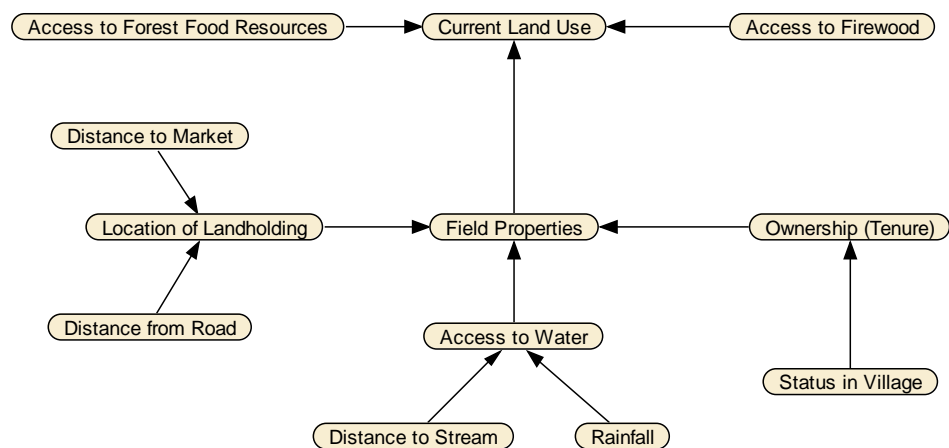 Access to Forest Food Resources
Current Land Use
Access to Firewood
Distance to Market
Location of Landholding
Field Properties
Ownership (Tenure)
Distance from Road
Access to Water
Status in Village
Distance to Stream
Rainfall